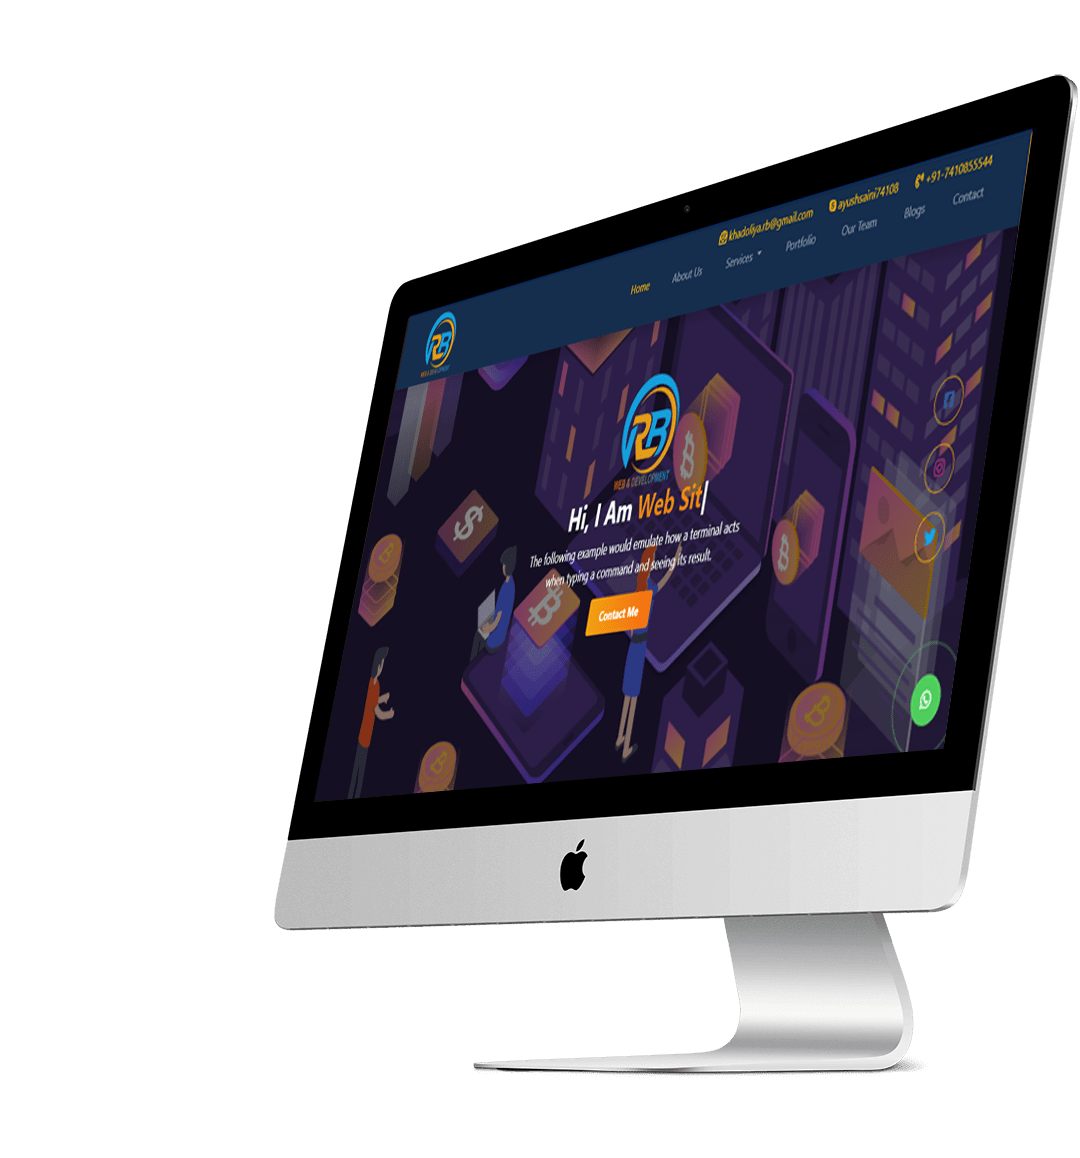 khadoliya.rb@gmail.com ayushsaini74108 +91-7410855544
Home About Us Services Portfolio Our Team Blogs Contact
RB
WEB & DEVELOPMENT
RB
WEB & DEVELOPMENT
Hi, I Am Web Sit|
The following example would emulate how a terminal acts
when typing a command and seeing its result.
Contact Me